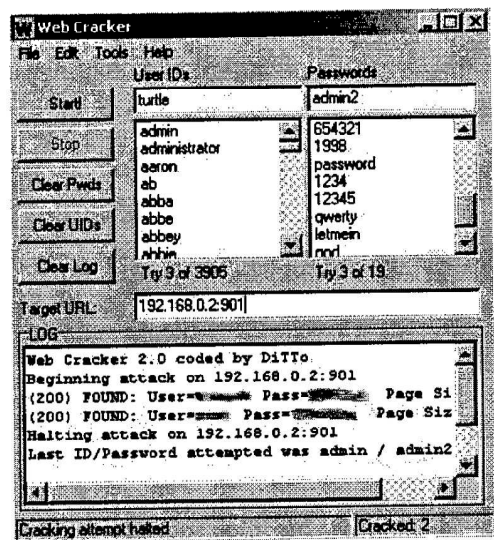 Web Cracker
File Edit Tools Help
User IDs Passwords
Start!
turtle
admin2
Stop
Clear Pwds
Clear UIDs
Clear Log
admin
administrator
aaron
ab
abba
abbe
abbey
abbie
654321
1998
password
1234
12345
qwerty
letmein
god
Try 3 of 3905 Try 3 of 19
Target URL: 192.168.0.2:901
LOG
Web Cracker 2.0 coded by DiTTo
Beginning attack on 192.168.0.2:901
(200) FOUND: User= Pass= Page Si
(200) FOUND: User= Pass= Page Siz
Halting attack on 192.168.0.2:901
Last ID/Password attempted was admin / admin2
Cracking attempt halted Cracked: 2